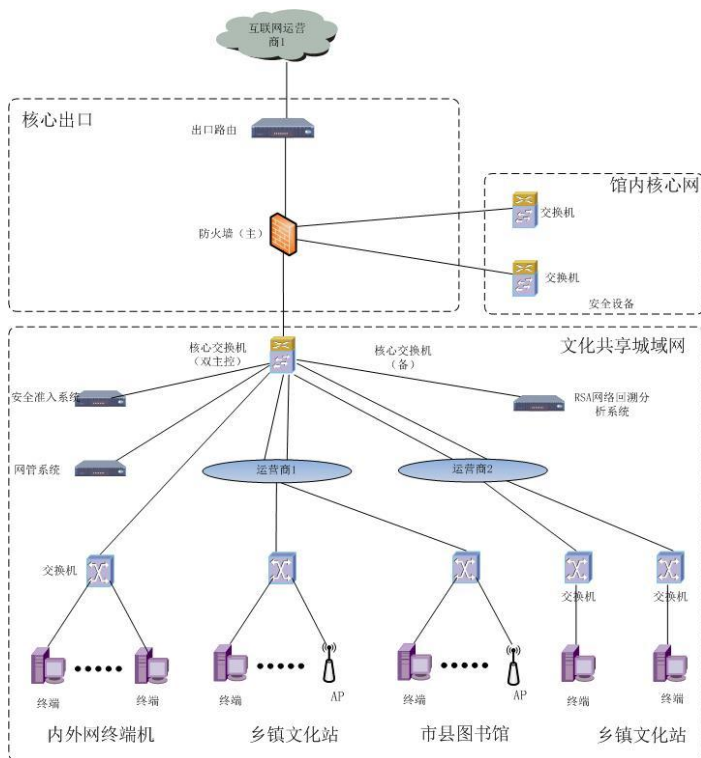 互联网运营
商1
核心出口
出口路由
馆内核心网
交换机
防火墙（主）
交换机
安全设备
核心交换机
（双主控）
核心交换机
（备）
文化共享城域网
安全准入系统
RSA网络回溯分
析系统
网管系统
运营商1
运营商2
交换机
交换机
交换机
终端
终端
终端
AP
终端
AP
终端
终端
内外网终端机
乡镇文化站
市县图书馆
乡镇文化站